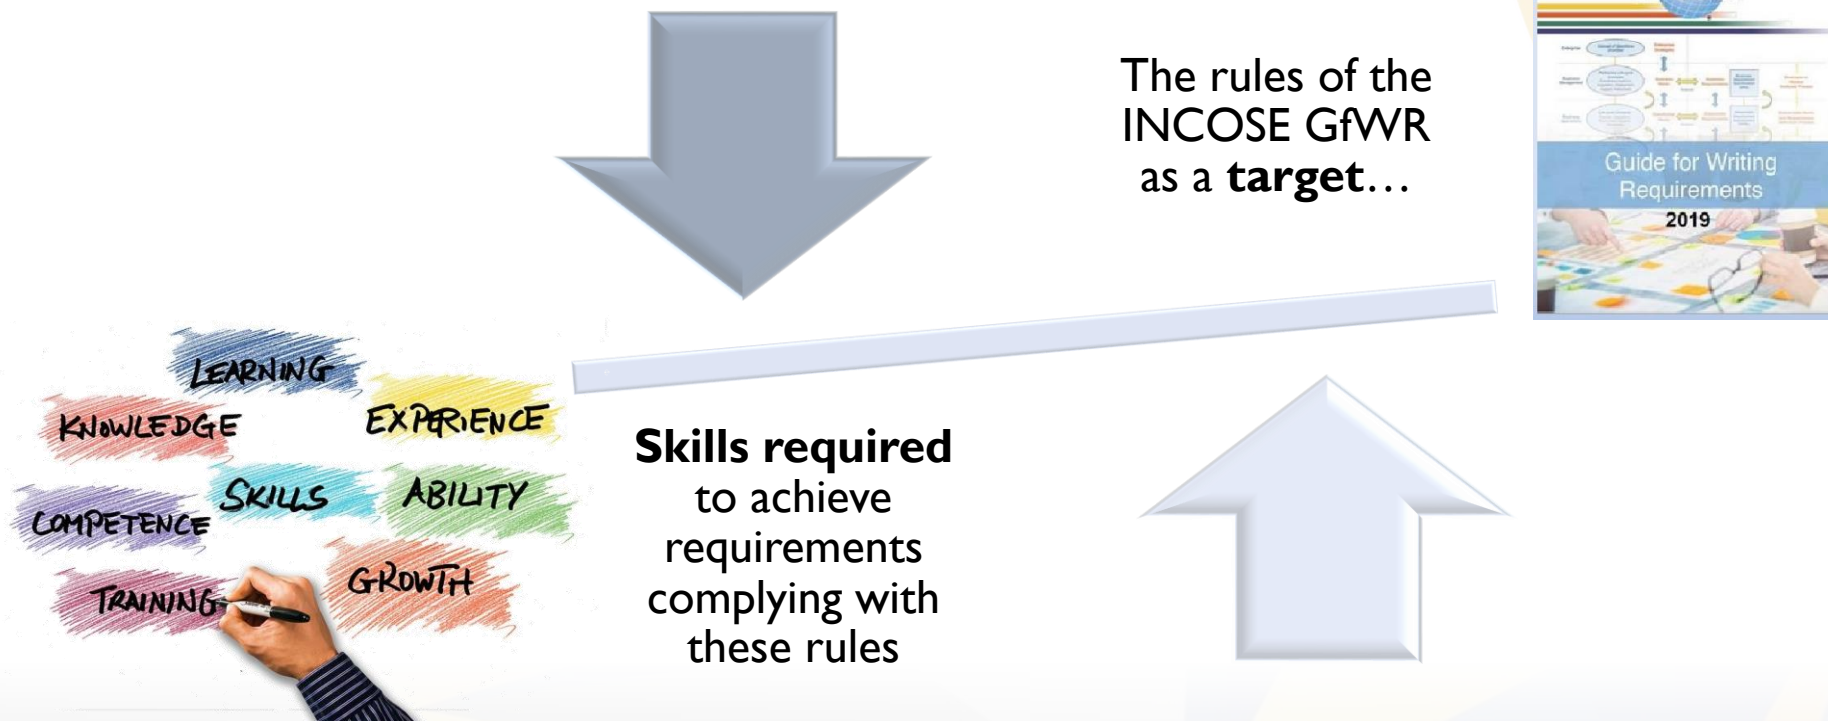 The rules of the
INCOSE GfWR
as a target…
Guide for Writing
Requirements
2019
LEARNING
KNOWLEDGE
EXPERIENCE
SKILLS
ABILITY
COMPETENCE
TRAINING
GROWTH
Skills required
to achieve
requirements
complying with
these rules